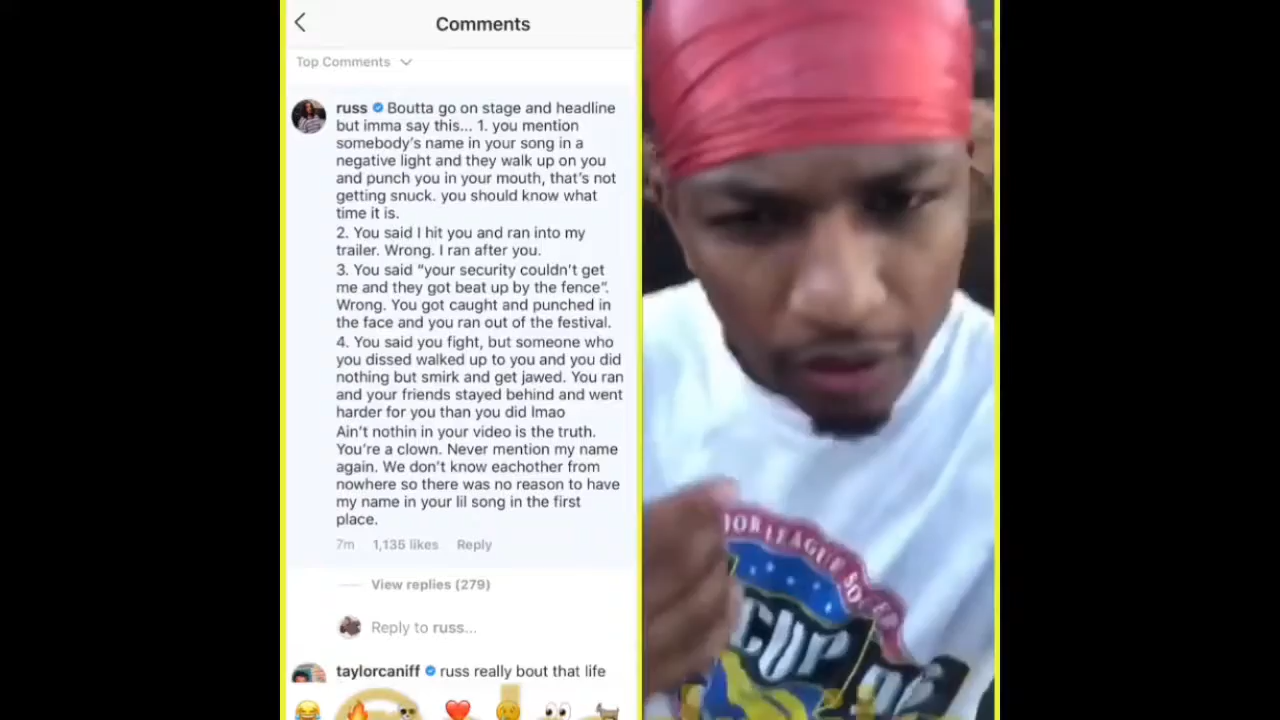 Comments
Top Comments
russ Boutta go on stage and headline
but imma say this... 1. you mention
somebody's name in your song in a
negative light and they walk up on you
and punch you in your mouth, that's not
getting snuck. you should know what
time it is.
2. You said I hit you and ran into my
trailer. Wrong. I ran after you.
3. You said “your security couldn't get
me and they got beat up by the fence”.
Wrong. You got caught and punched in
the face and you ran out of the festival.
4. You said you fight, but someone who
you dissed walked up to you and you did
nothing but smirk and get jawed. You ran
and your friends stayed behind and went
harder for you than you did lmao
Ain't nothin in your video is the truth.
You're a clown. Never mention my name
again. We don't know eachother from
nowhere so there was no reason to have
my name in your lil song in the first
place.
7m 1,135 likes Reply
View replies (279)
Reply to russ...
taylorcaniff russ really bout that life
JOR LEAGUE SOCCER
CUP